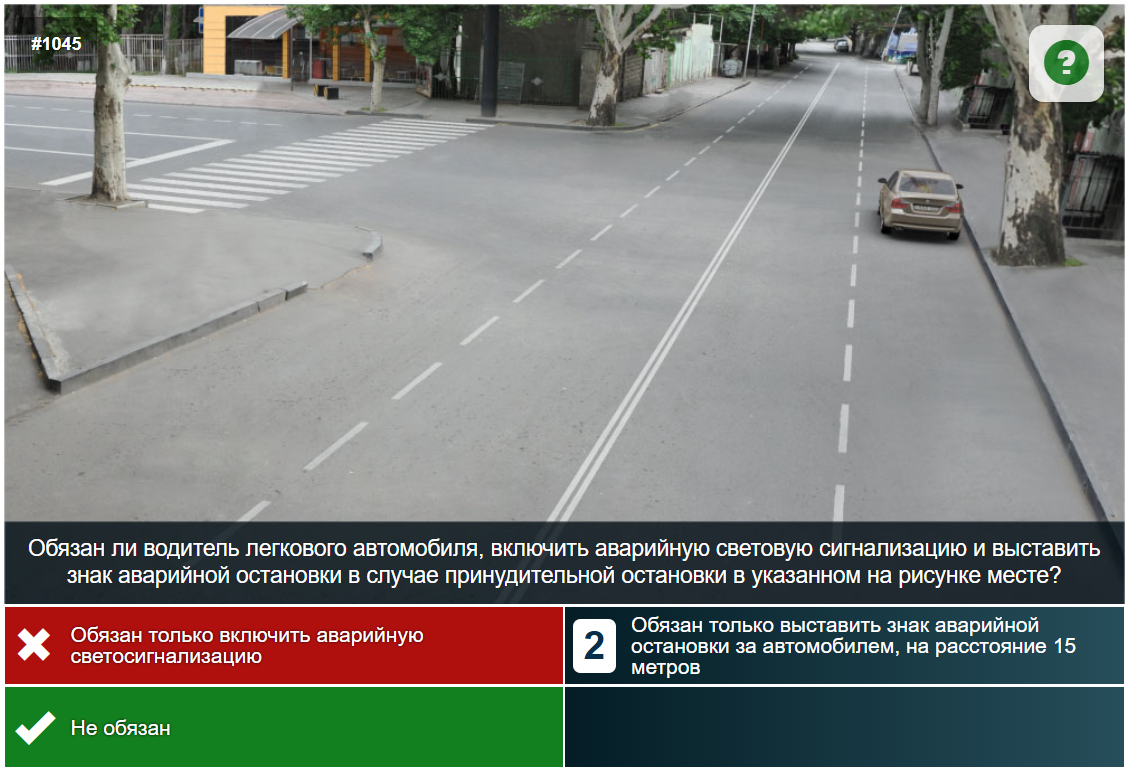 #1045
?
Обязан ли водитель легкового автомобиля, включить аварийную световую сигнализацию и выставить
знак аварийной остановки в случае принудительной остановки в указанном на рисунке месте?
Обязан только включить аварийную
светосигнализацию
2
Обязан только выставить знак аварийной
остановки за автомобилем, на расстояние 15
метров
Не обязан